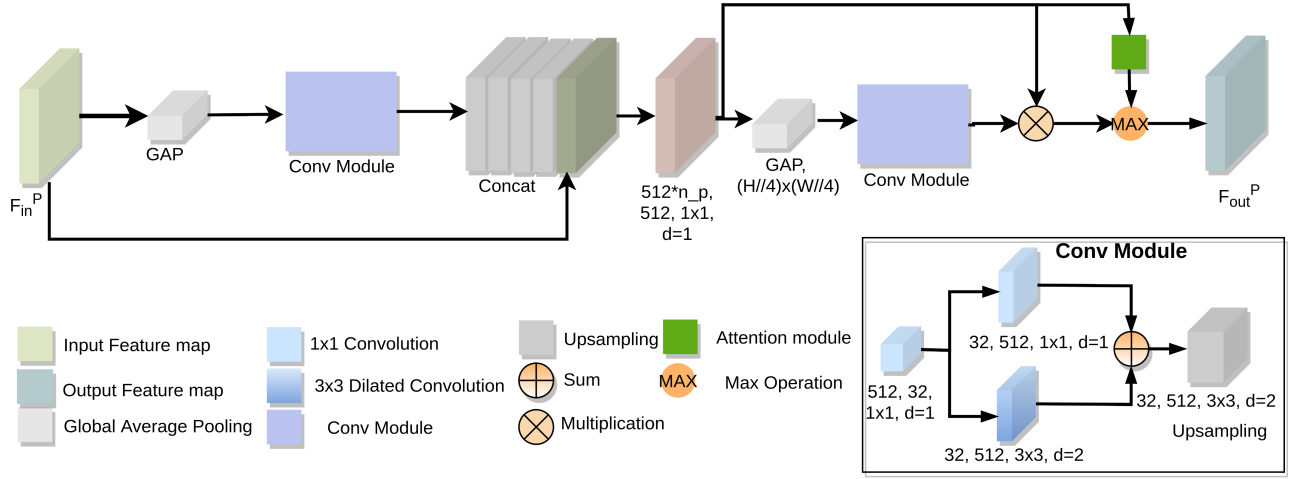 MAX
GAP
Conv Module
Concat
F_in^P
512*n_p,
512, 1x1,
d=1
GAP,
(H//4)x(W//4)
Conv Module
F_out^P
Conv Module
32, 512, 1x1, d=1
512, 32,
1x1, d=1
32, 512, 3x3, d=2
Upsampling
32, 512, 3x3, d=2
Input Feature map
Output Feature map
Global Average Pooling
1x1 Convolution
3x3 Dilated Convolution
Conv Module
Upsampling
Sum
Multiplication
Attention module
MAX
Max Operation